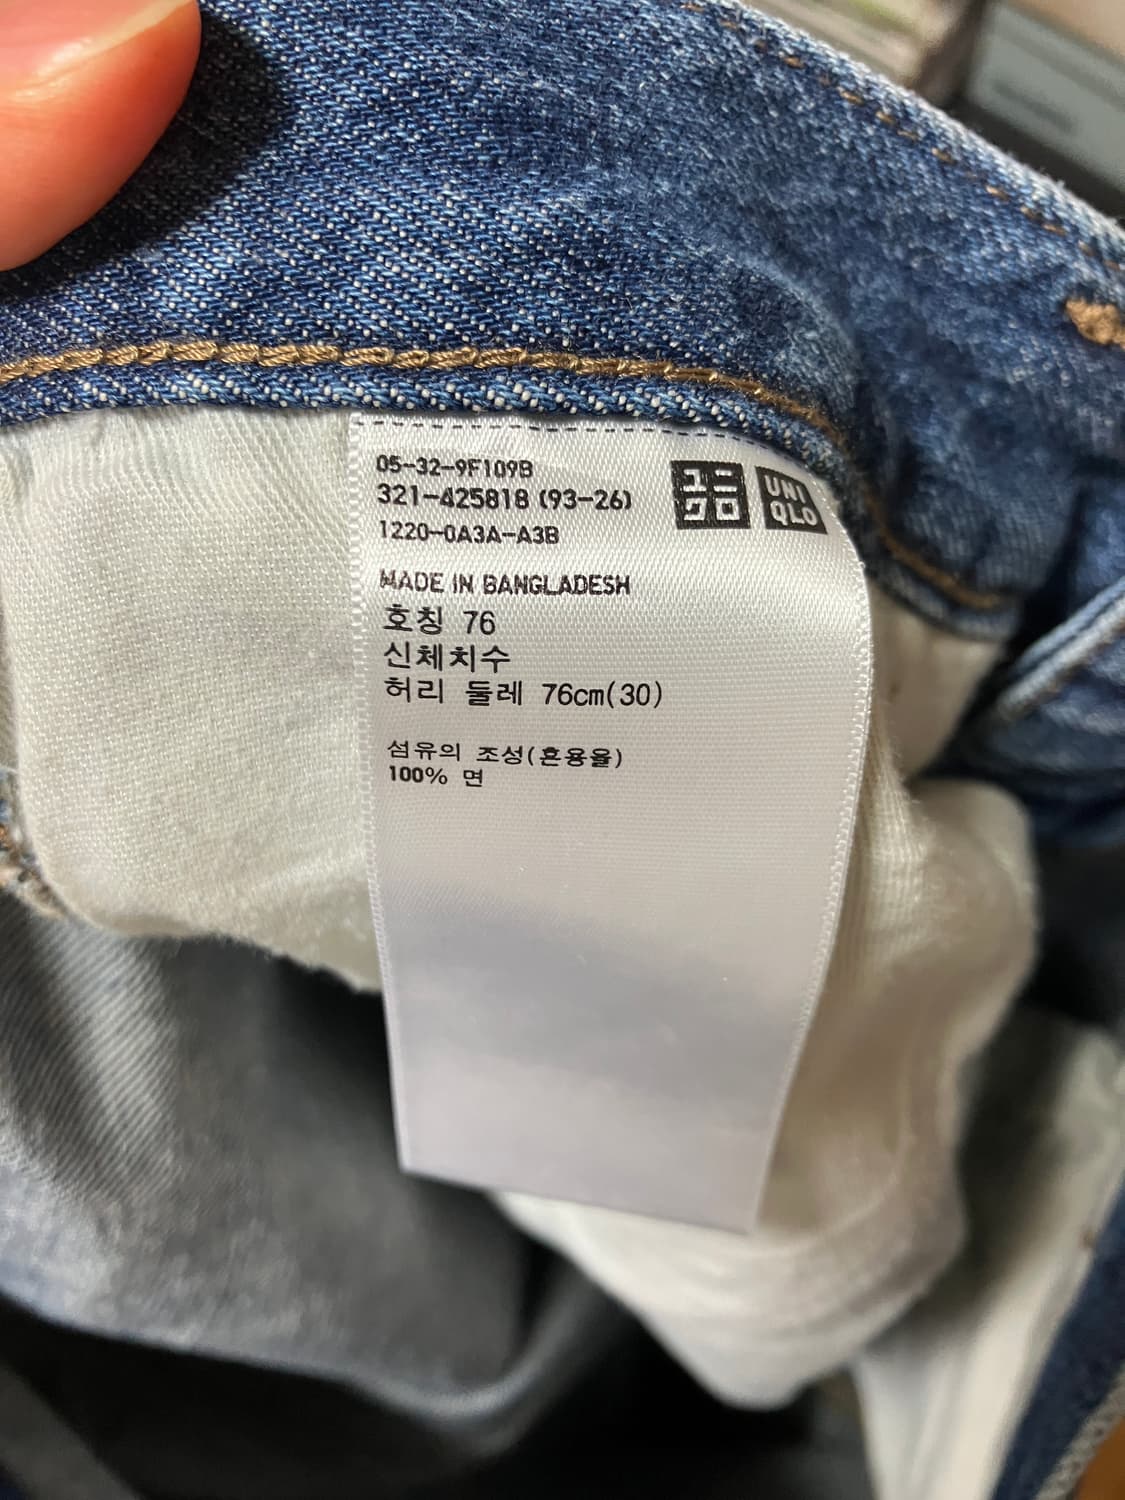 05-32-9F109B
321-425818 (93-26)
1220-0A3A-A3B
ユニ
クロ
UNI
QLO
MADE IN BANGLADESH
호칭 76
신체치수
허리 둘레 76cm(30)
섬유의 조성(혼용율)
100% 면